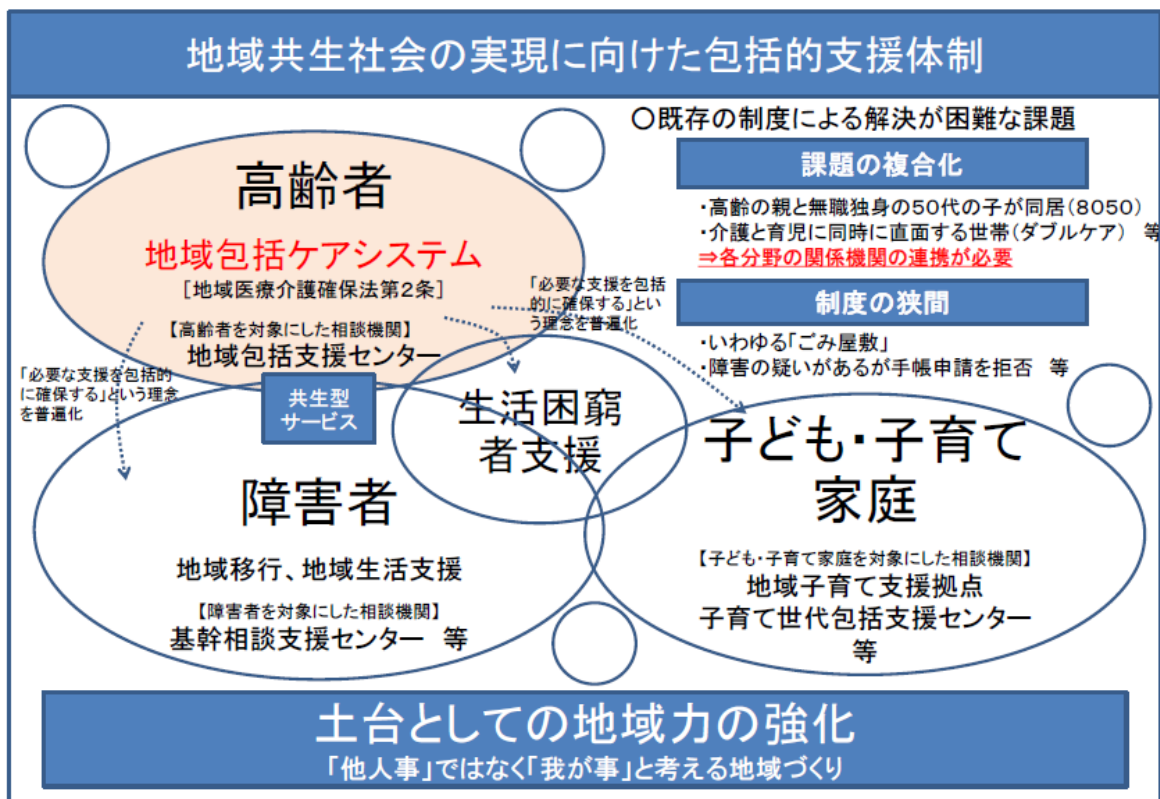 地域共生社会の実現に向けた包括的支援体制
高齢者
地域包括ケアシステム
［地域医療介護確保法第2条］
【高齢者を対象にした相談機関】
地域包括支援センター
「必要な支援を包括的
に確保する」という理念
を普遍化
「必要な支援を包括
的に確保する」とい
う理念を普遍化
共生型
サービス
生活困窮
者支援
障害者
地域移行、地域生活支援
【障害者を対象にした相談機関】
基幹相談支援センター　等
〇既存の制度による解決が困難な課題
課題の複合化
・高齢の親と無職独身の50代の子が同居（8050）
・介護と育児に同時に直面する世帯（ダブルケア）　等
⇒各分野の関係機関の連携が必要
制度の狭間
・いわゆる「ごみ屋敷」
・障害の疑いがあるが手帳申請を拒否　等
子ども・子育て
家庭
【子ども・子育て家庭を対象にした相談機関】
地域子育て支援拠点
子育て世代包括支援センター
等
土台としての地域力の強化
「他人事」ではなく「我が事」と考える地域づくり